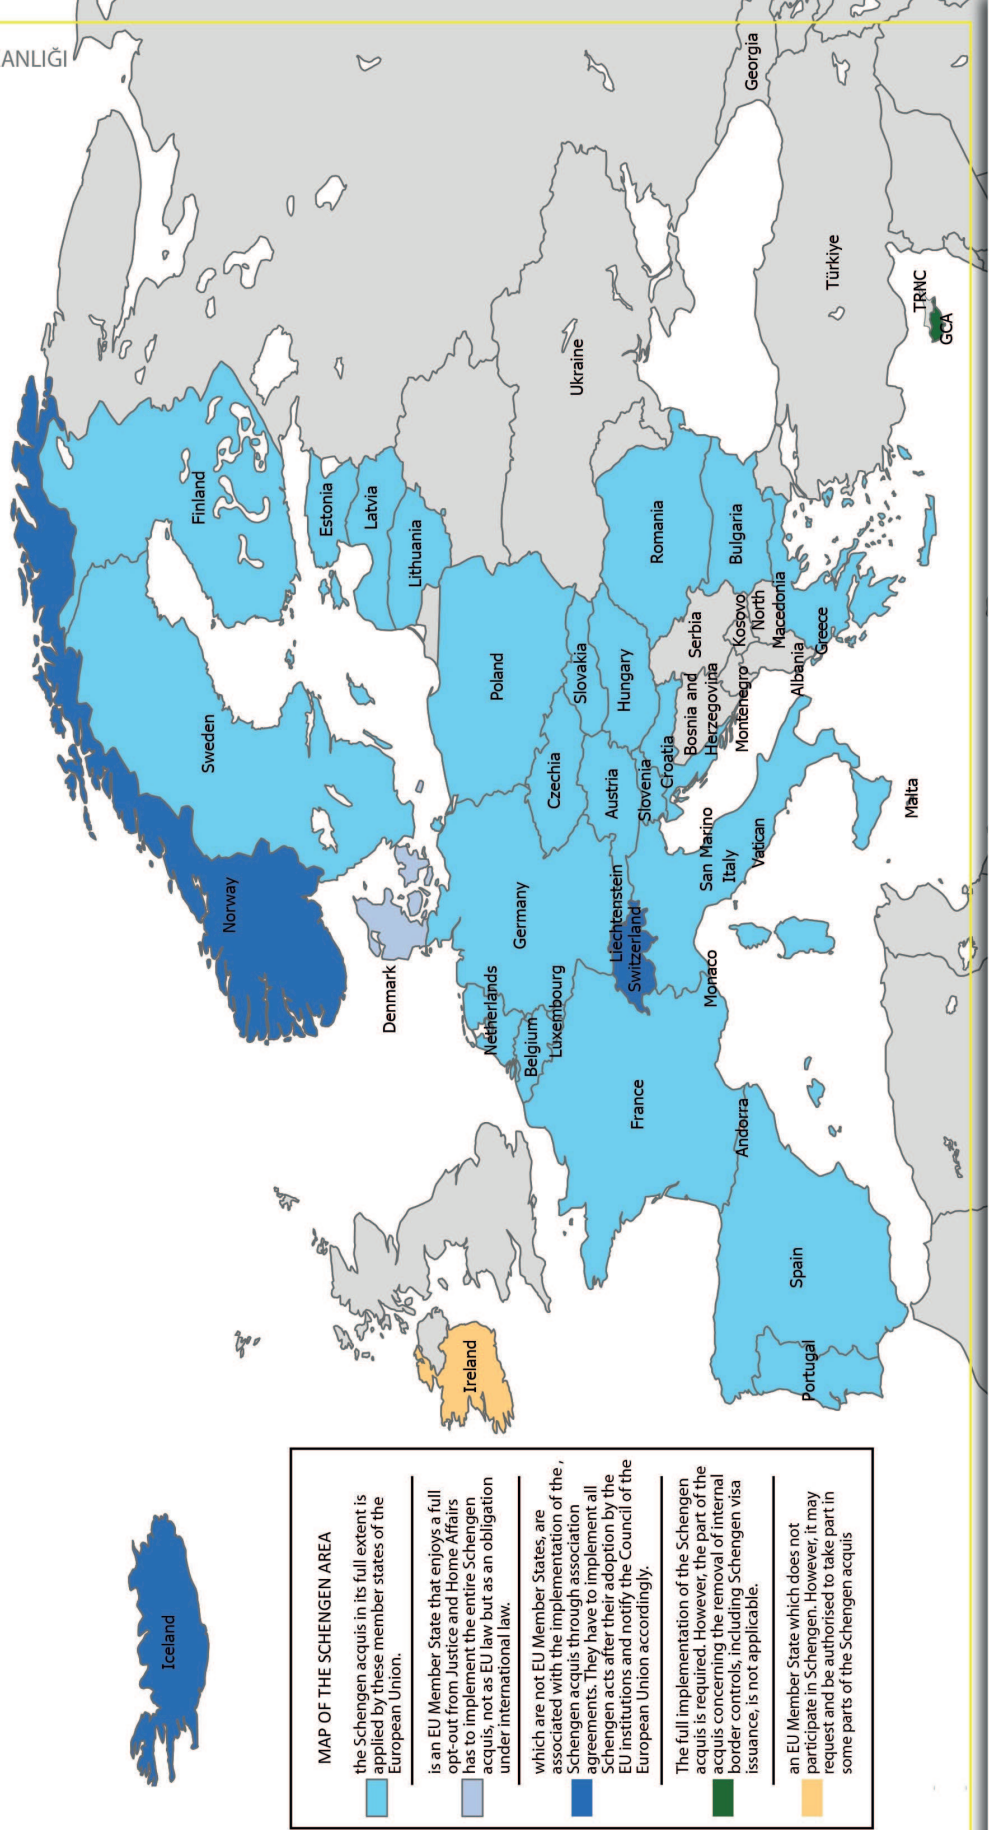 ANLIĞI
MAP OF THE SCHENGEN AREA
the Schengen acquis in its full extent is
applied by these member states of the
European Union.
is an EU Member State that enjoys a full
opt-out from Justice and Home Affairs
has to implement the entire Schengen
acquis, not as EU law but as an obligation
under international law.
which are not EU Member States, are
associated with the implementation of the ,
Schengen acquis through association
agreements. They have to implement all
Schengen acts after their adoption by the
EU institutions and notify the Council of the
European Union accordingly.
The full implementation of the Schengen
acquis is required. However, the part of the
acquis concerning the removal of internal
border controls, including Schengen visa
issuance, is not applicable.
an EU Member State which does not
participate in Schengen. However, it may
request and be authorised to take part in
some parts of the Schengen acquis
Iceland
Norway
Sweden
Finland
Estonia
Latvia
Lithuania
Denmark
Ireland
Netherlands
Belgium
Luxembourg
Germany
Poland
Czechia
Slovakia
Ukraine
Austria
Hungary
Liechtenstein
Switzerland
France
Slovenia
Croatia
Romania
Bosnia and
Herzegovina
Serbia
Montenegro
Kosovo
North
Macedonia
Bulgaria
Albania
Greece
San Marino
Italy
Vatican
Monaco
Andorra
Spain
Portugal
Malta
Georgia
Türkiye
TRNC
GCA